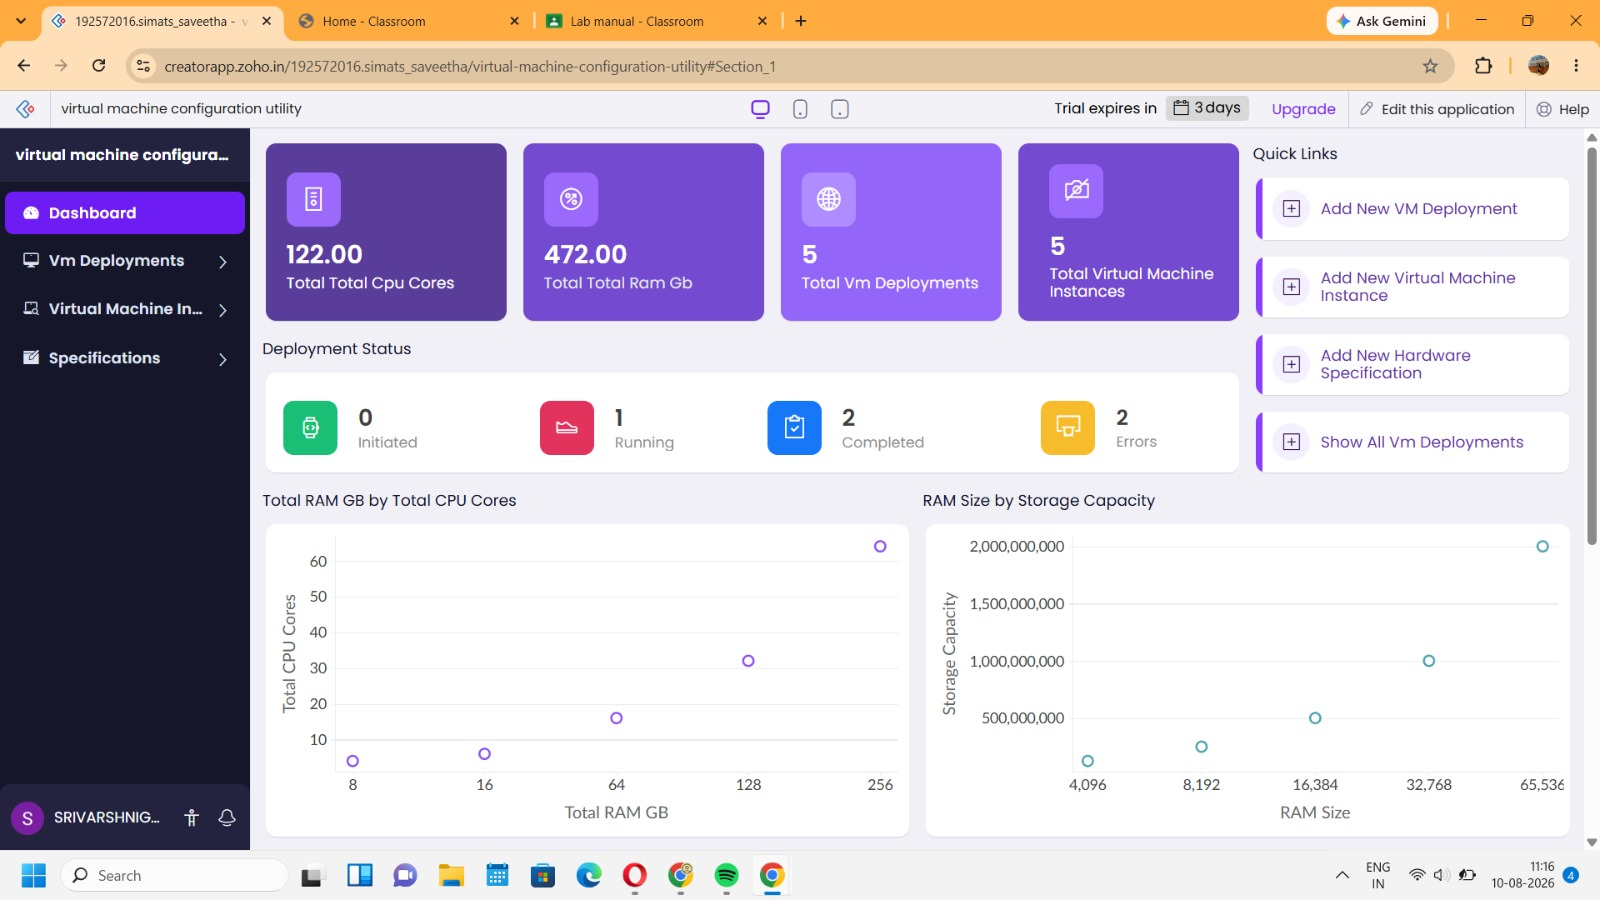 192572016.simats_saveetha -
Home - Classroom
Lab manual - Classroom
Ask Gemini
creatorapp.zoho.in/192572016.simats_saveetha/virtual-machine-configuration-utility#Section_1
virtual machine configuration utility
Trial expires in
3 days
Upgrade
Edit this application
Help
virtual machine configura...
Dashboard
Vm Deployments
Virtual Machine In...
Specifications
SRIVARSHNIG...
S
122.00
Total Total Cpu Cores
472.00
Total Total Ram Gb
5
Total Vm Deployments
5
Total Virtual Machine
Instances
Quick Links
Add New VM Deployment
Add New Virtual Machine
Instance
Add New Hardware
Specification
Show All Vm Deployments
Deployment Status
0
Initiated
1
Running
2
Completed
2
Errors
Total RAM GB by Total CPU Cores
Total CPU Cores
60
50
40
30
20
10
8 16 64 128 256
Total RAM GB
RAM Size by Storage Capacity
Storage Capacity
2,000,000,000
1,500,000,000
1,000,000,000
500,000,000
4,096 8,192 16,384 32,768 65,536
RAM Size
Search
ENG
IN
11:16
10-08-2026
4